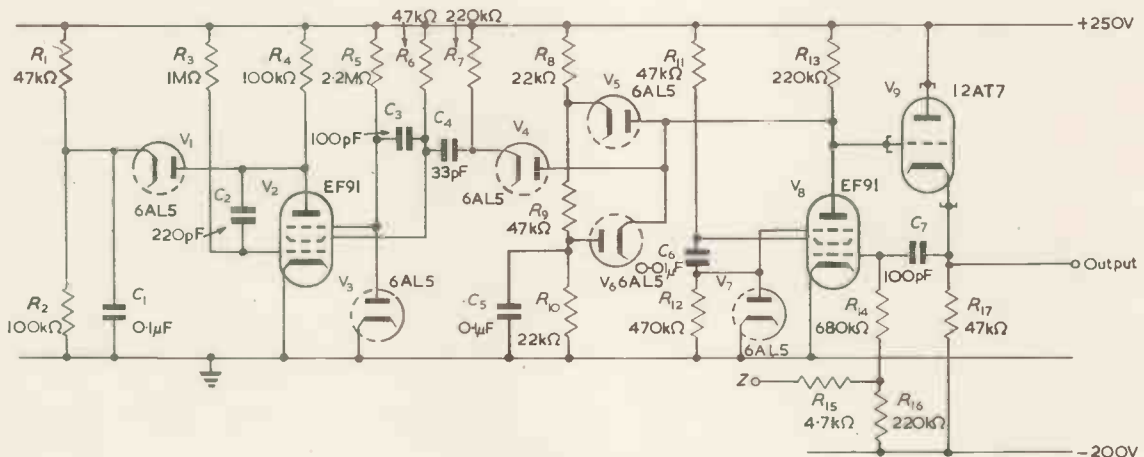 +250V
R1
47kΩ
R3
1MΩ
R4
100kΩ
R5
2·2MΩ
47kΩ
R6
220kΩ
R7
R8
22kΩ
R11
47kΩ
R13
220kΩ
V9
12AT7
V1
6AL5
C2
220pF
V2
EF91
C3
100pF
C4
33pF
V4
6AL5
V5
6AL5
R9
47kΩ
V6 6AL5
C6
0·01μF
V8
EF91
C7
100pF
Output
R2
100kΩ
C1
0·1μF
V3
6AL5
C5
0·1μF
R10
22kΩ
R12
470kΩ
V7
6AL5
R14
680kΩ
R17
47kΩ
Z
R15
4·7kΩ
R16
220kΩ
-200V